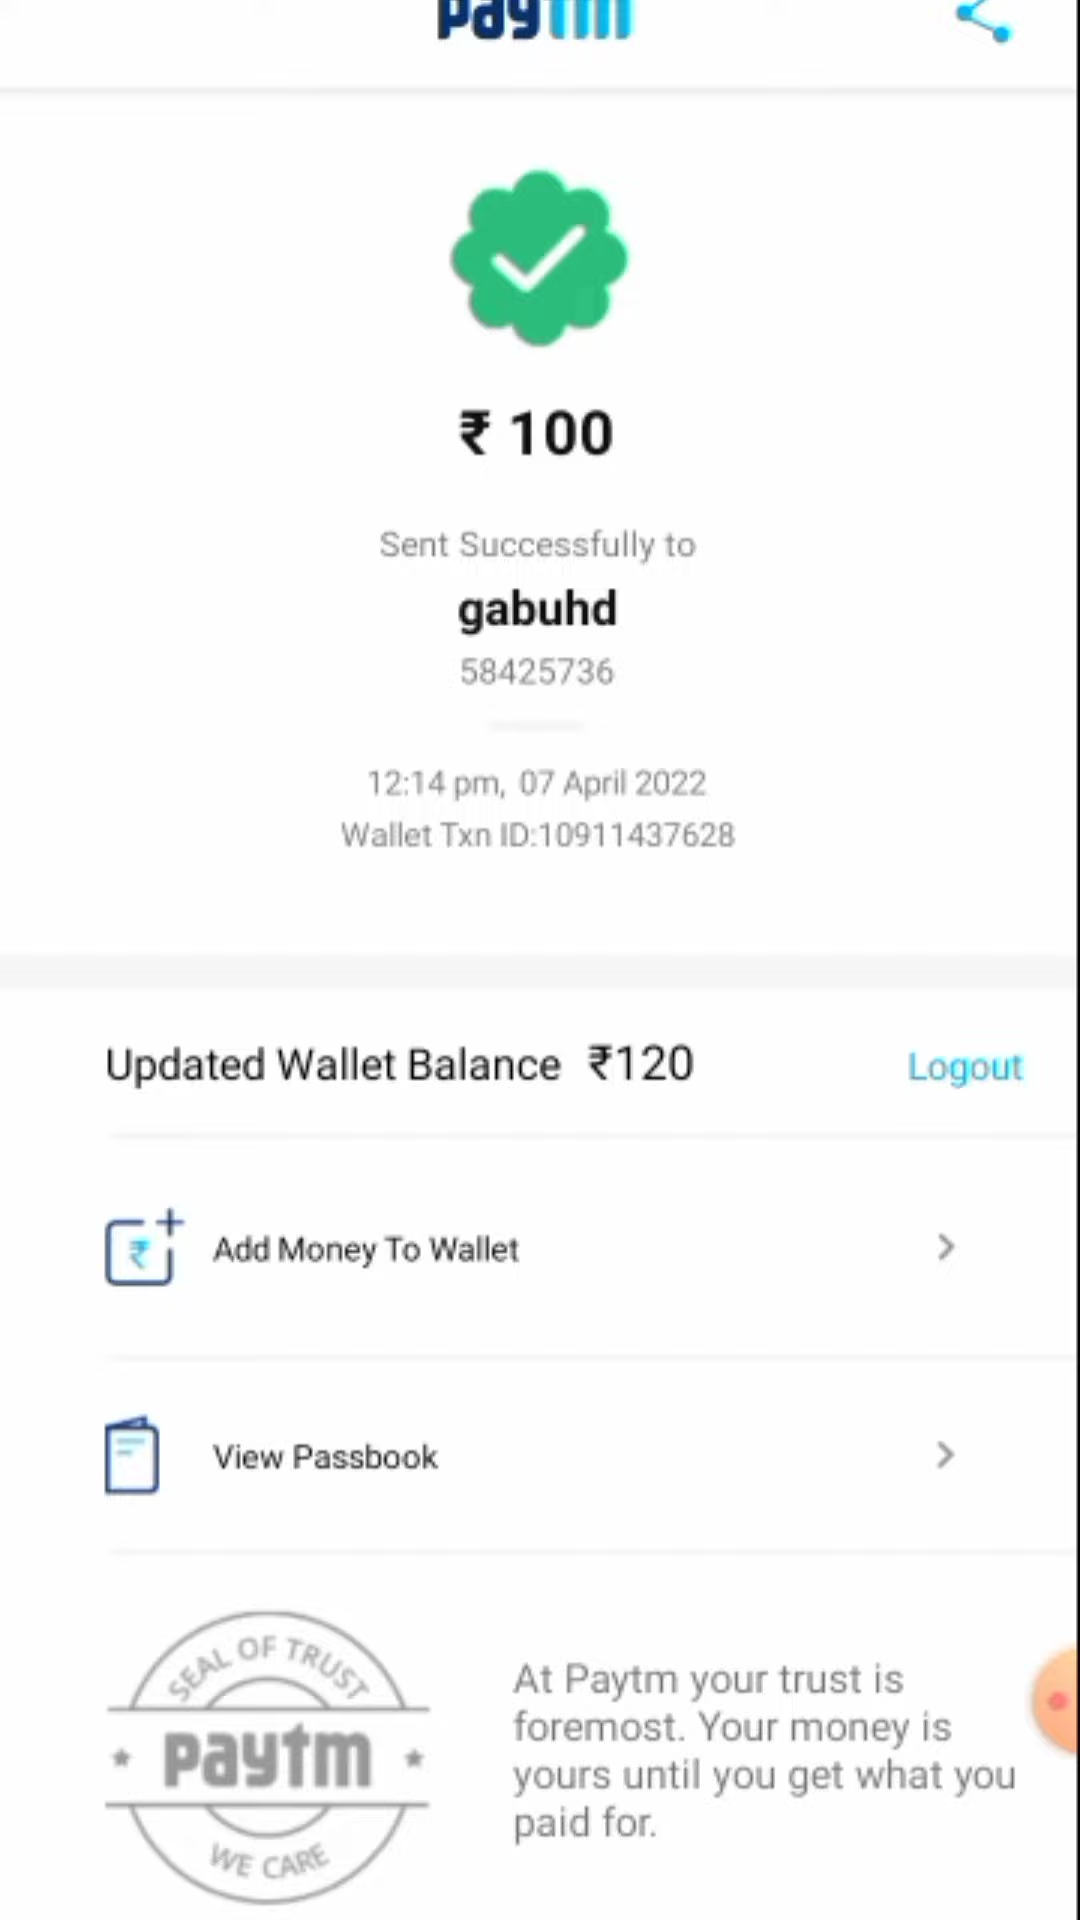 paytm
₹ 100
Sent Successfully to
gabuhd
58425736
12:14 pm, 07 April 2022
Wallet Txn ID:10911437628
Updated Wallet Balance ₹120 Logout
Add Money To Wallet
View Passbook
SEAL OF TRUST
paytm
WE CARE
At Paytm your trust is
foremost. Your money is
yours until you get what you
paid for.